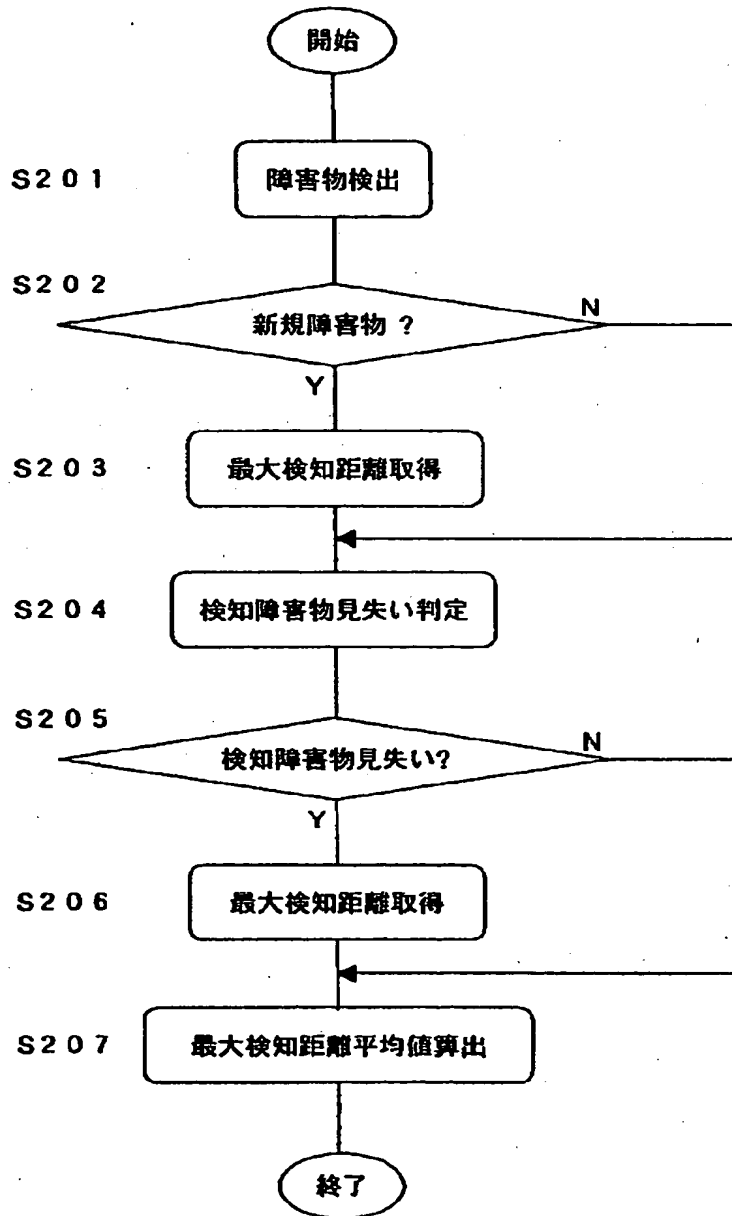 開始
S201
障害物検出
S202
新規障害物 ?
N
Y
S203
最大検知距離取得
S204
検知障害物見失い判定
S205
検知障害物見失い?
N
Y
S206
最大検知距離取得
S207
最大検知距離平均値算出
終了